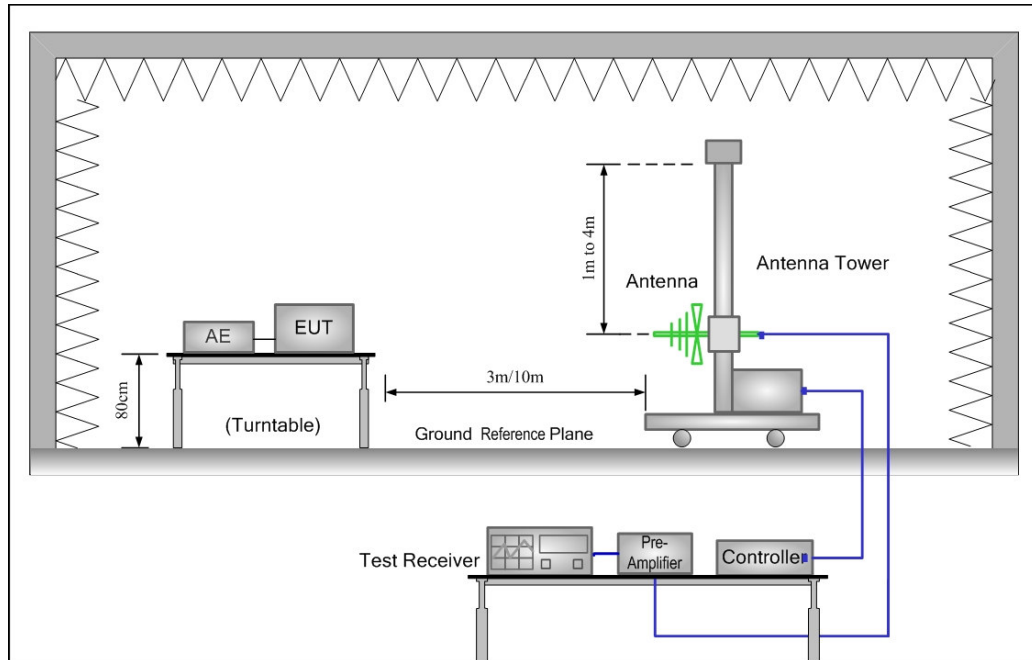 1m to 4m
Antenna
Antenna Tower
AE
EUT
80cm
(Turntable)
3m/10m
Ground Reference Plane
Test Receiver
Pre-
Amplifier
Controller